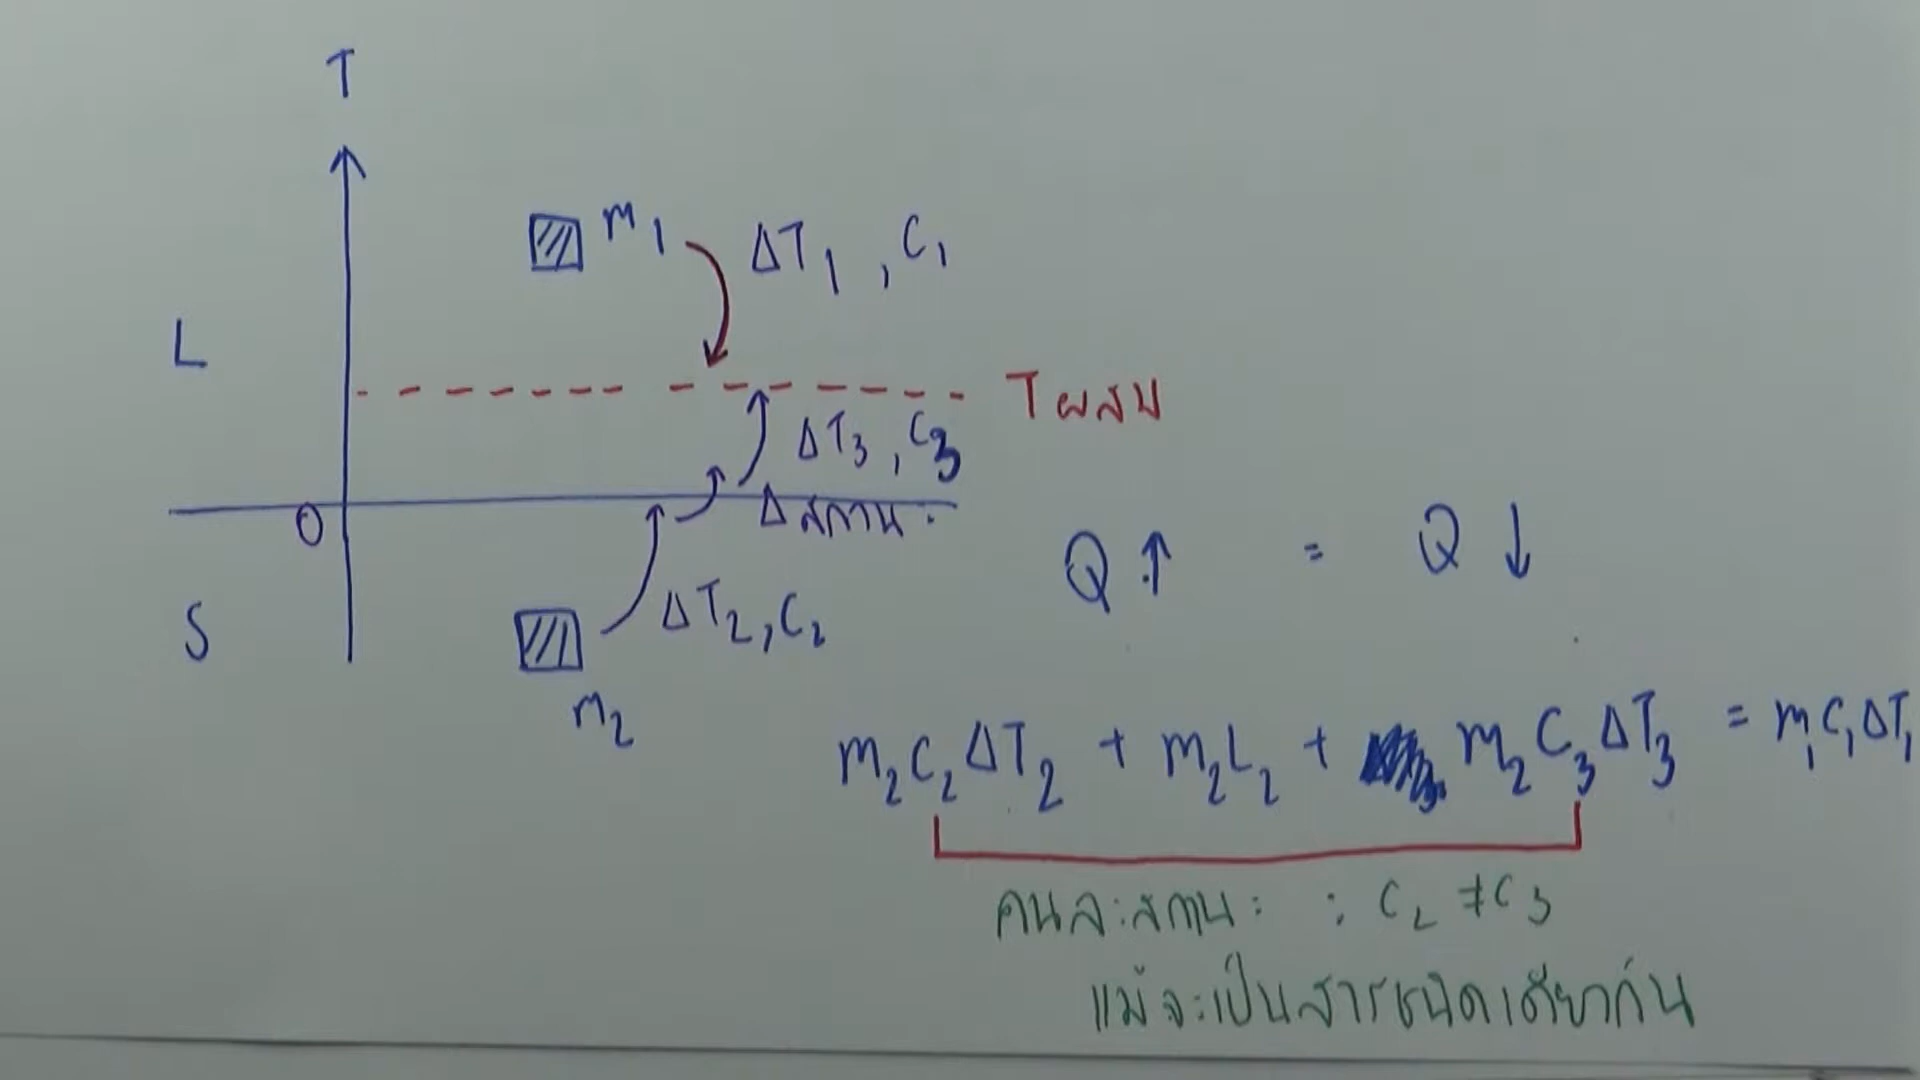 T
m1 ΔT1 , C1
L
T ผสม
ΔT3 , C3
0
Δสถานะ
Q↑ = Q↓
S
ΔT2, C2
m2
m2C2ΔT2 + m2L2 + m2C3ΔT3 = m1C1ΔT1
คนละสถานะ : C2 ≠ C3
แม้จะเป็นสารชนิดเดียวกัน